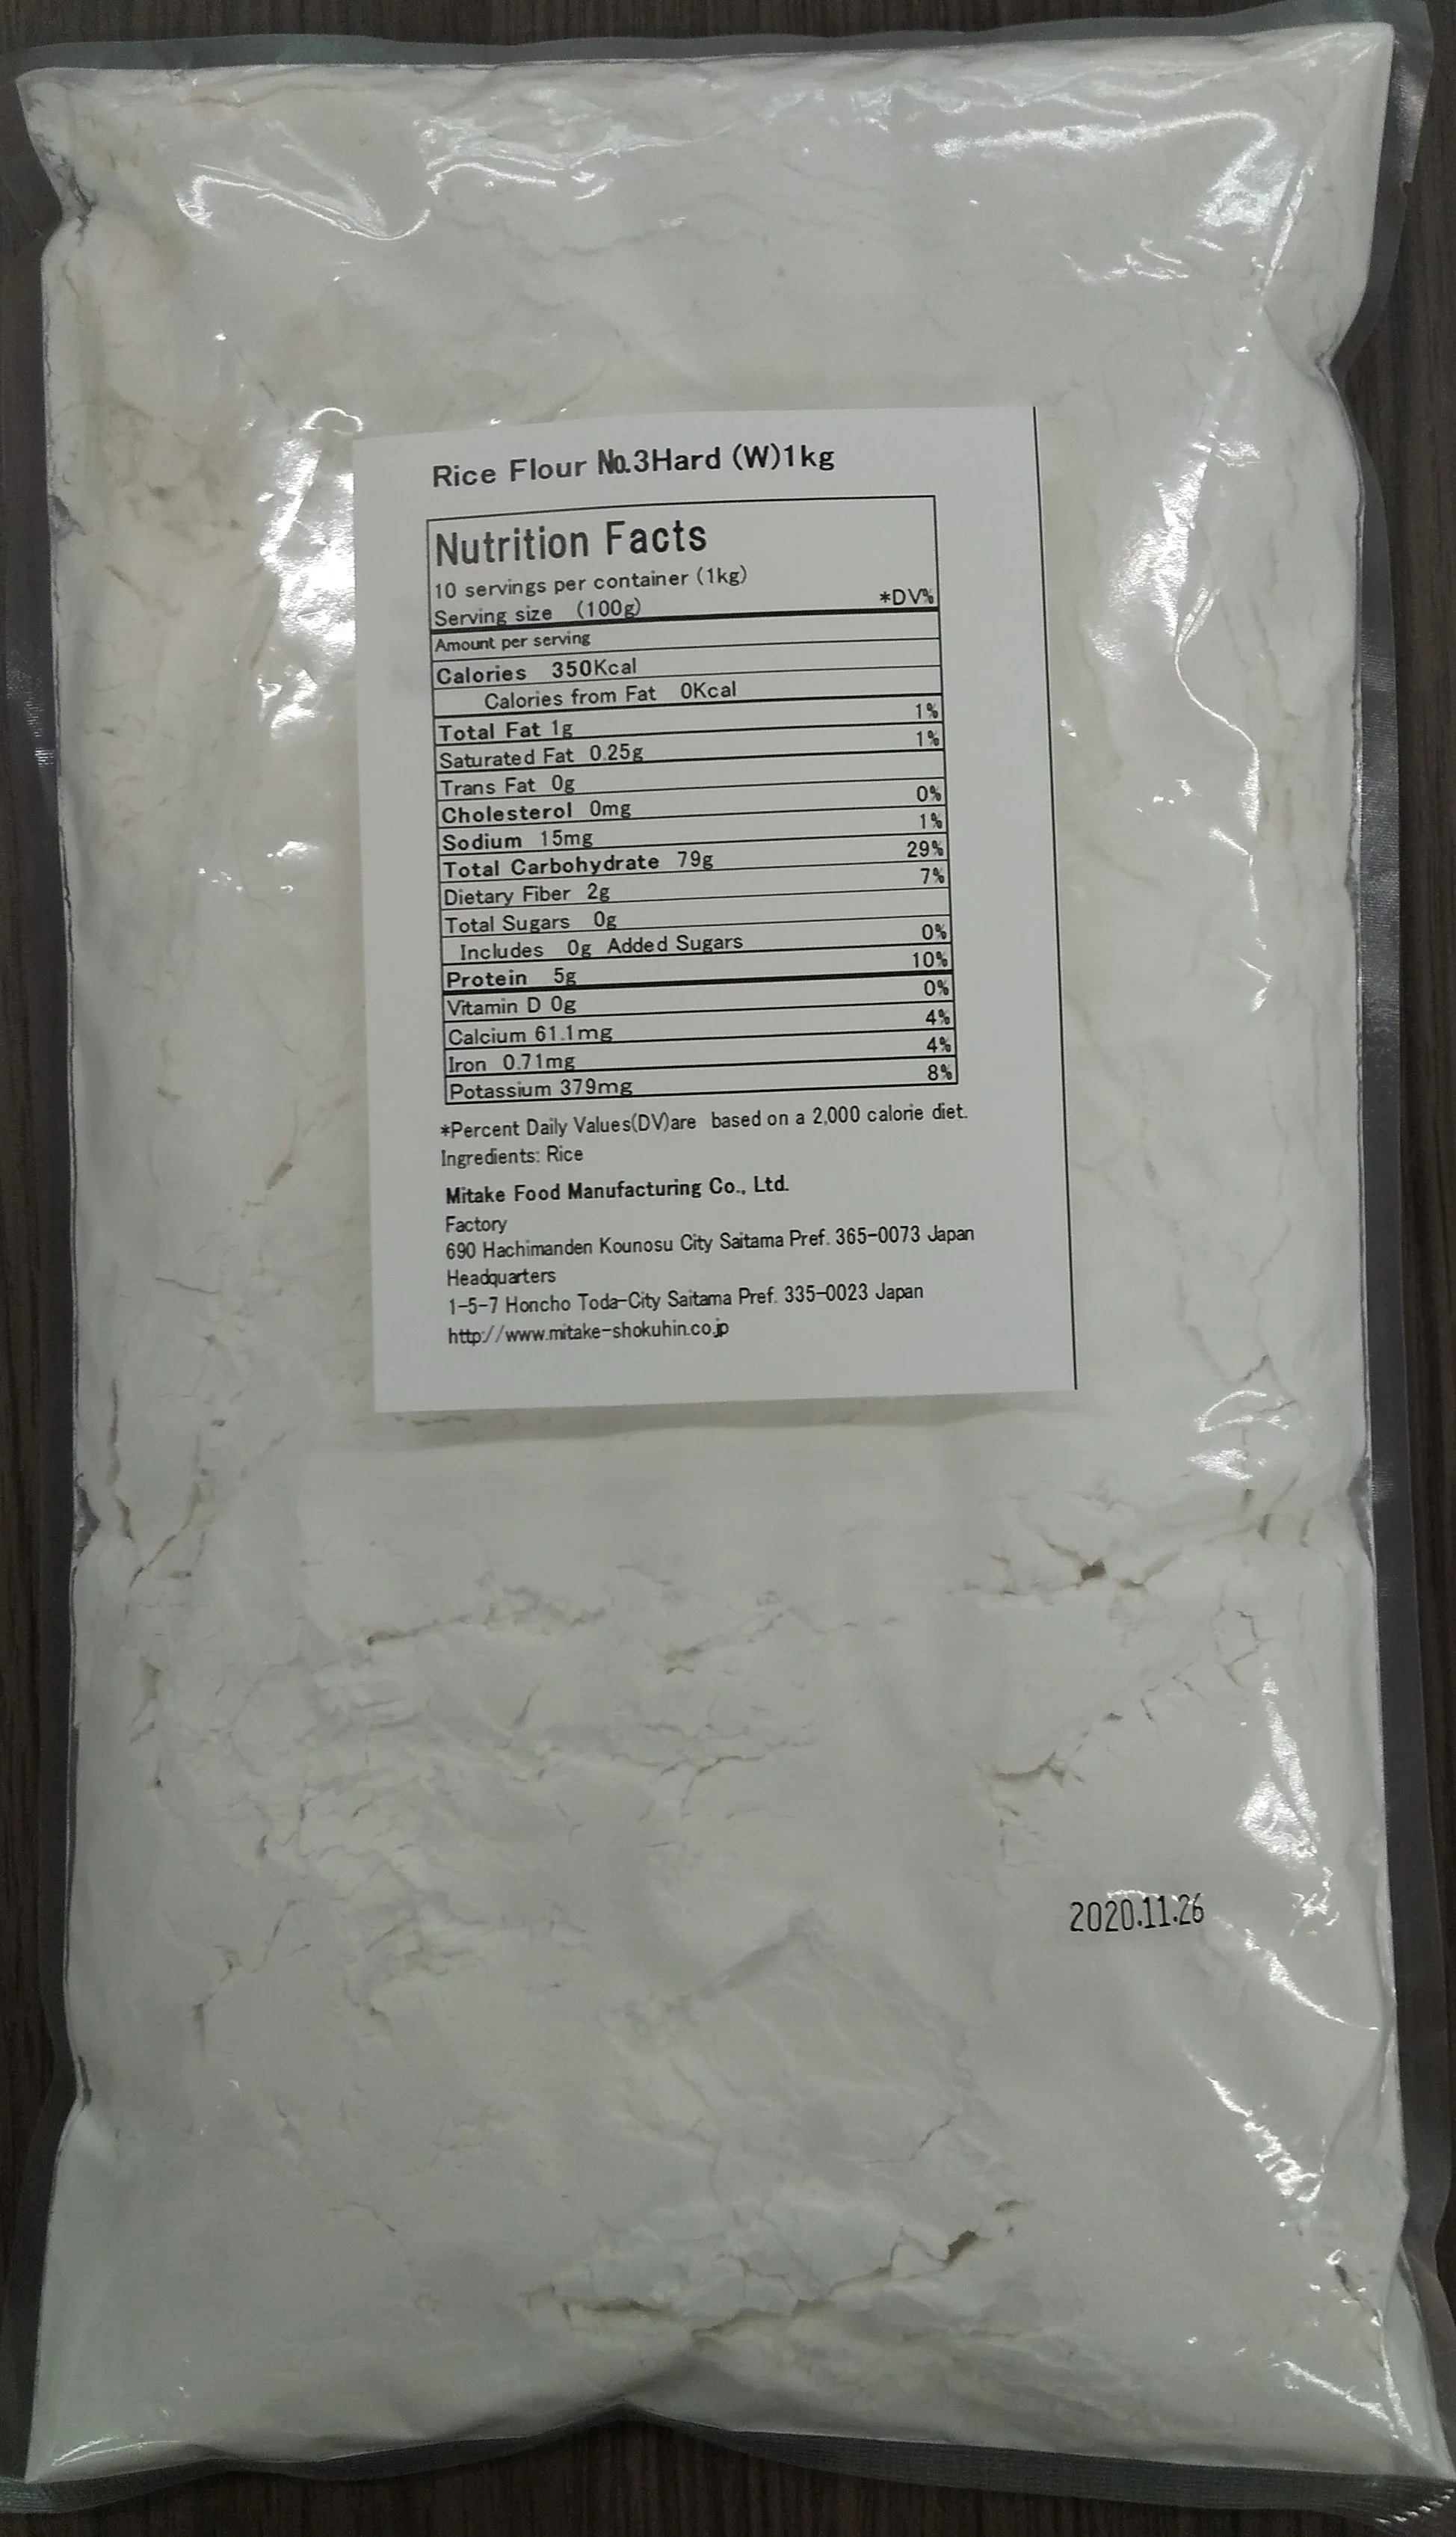 Rice Flour No.3Hard (W)1kg
Nutrition Facts
10 servings per container (1kg)
Serving size (100g) *DV%
Amount per serving
Calories 350Kcal
Calories from Fat 0Kcal
Total Fat 1g 1%
Saturated Fat 0.25g 1%
Trans Fat 0g
Cholesterol 0mg 0%
Sodium 15mg 1%
Total Carbohydrate 79g 29%
Dietary Fiber 2g 7%
Total Sugars 0g
Includes 0g Added Sugars 0%
Protein 5g 10%
Vitamin D 0g 0%
Calcium 61.1mg 4%
Iron 0.71mg 4%
Potassium 379mg 8%
*Percent Daily Values(DV)are based on a 2,000 calorie diet.
Ingredients: Rice
Mitake Food Manufacturing Co., Ltd.
Factory
690 Hachimanden Kounosu City Saitama Pref. 365-0073 Japan
Headquarters
1-5-7 Honcho Toda-City Saitama Pref. 335-0023 Japan
http://www.mitake-shokuhin.co.jp
2020.11.26